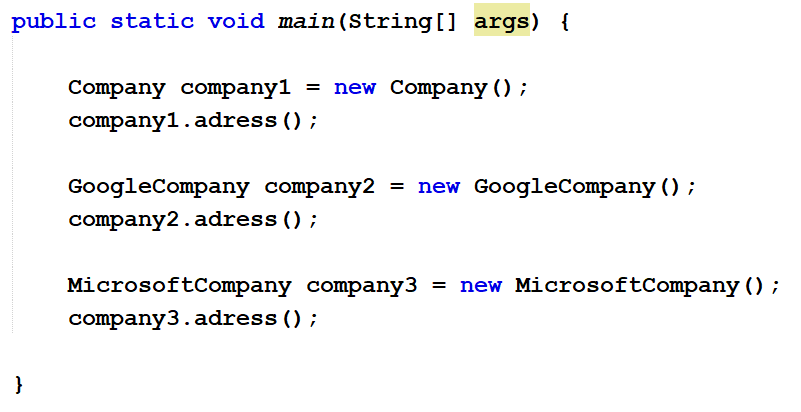 public static void main(String[] args) {
Company company1 = new Company();
company1.adress();
GoogleCompany company2 = new GoogleCompany();
company2.adress();
MicrosoftCompany company3 = new MicrosoftCompany();
company3.adress();
}